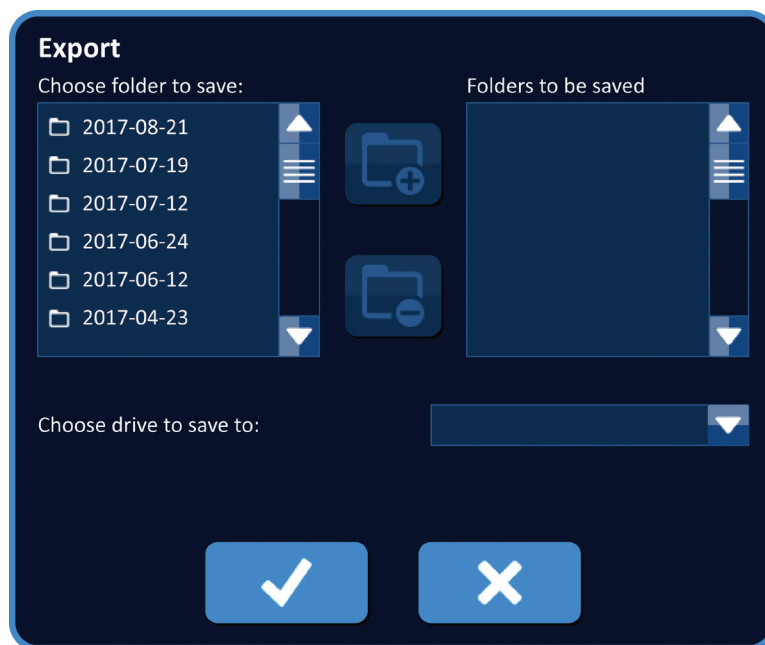 Export
Choose folder to save:
Folders to be saved
2017-08-21
2017-07-19
2017-07-12
2017-06-24
2017-06-12
2017-04-23
Choose drive to save to: